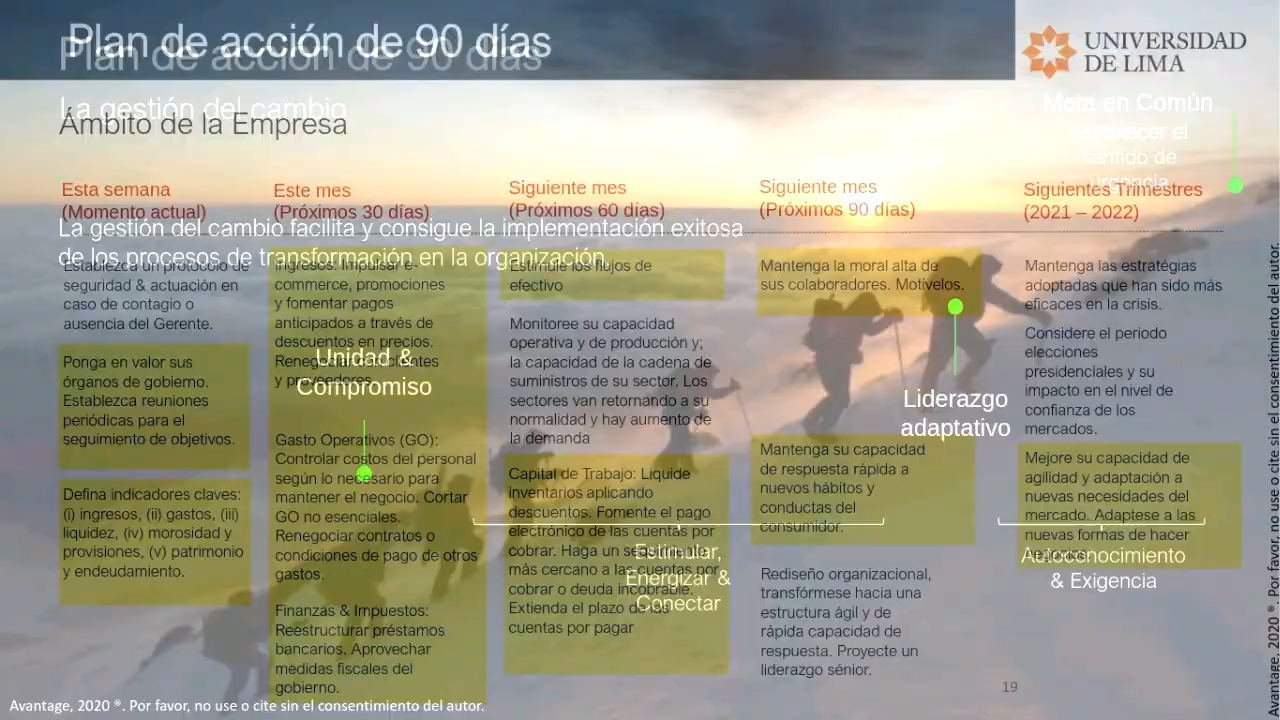 Plan de acción de 90 días
Plan de acción de 90 días
UNIVERSIDAD
DE LIMA
La gestión del cambio
Ámbito de la Empresa
Meta en Común
Establecer el
sentido de
urgencia
Esta semana
(Momento actual)
Este mes
(Próximos 30 días)
Siguiente mes
(Próximos 60 días)
Siguiente mes
(Próximos 90 días)
Siguientes Trimestres
(2021 – 2022)
La gestión del cambio facilita y consigue la implementación exitosa
de los procesos de transformación en la organización.
Establezca un protocolo de
seguridad & actuación en
caso de contagio o
ausencia del Gerente.
Ponga en valor sus
órganos de gobierno.
Establezca reuniones
periódicas para el
seguimiento de objetivos.
Defina indicadores claves:
(i) ingresos, (ii) gastos, (iii)
liquidez, (iv) morosidad y
provisiones, (v) patrimonio
y endeudamiento.
Ingresos: Impulsar e-
commerce, promociones
y fomentar pagos
anticipados a través de
descuentos en precios.
Renegociar clientes
y proveedores.
Unidad &
Compromiso
Gasto Operativos (GO):
Controlar costos del personal
según lo necesario para
mantener el negocio. Cortar
GO no esenciales.
Renegociar contratos o
condiciones de pago de otros
gastos.
Finanzas & Impuestos:
Reestructurar préstamos
bancarios. Aprovechar
medidas fiscales del
gobierno.
Estimule los flujos de
efectivo
Monitoree su capacidad
operativa y de producción y;
la capacidad de la cadena de
suministros de su sector. Los
sectores van retornando a su
normalidad y hay aumento de
la demanda
Capital de Trabajo: Liquide
inventarios aplicando
descuentos. Fomente el pago
electrónico de las cuentas por
cobrar. Haga un
más cercano a las cuentas por
cobrar o deuda incobrable.
Extienda el plazo de las
cuentas por pagar
Estimular,
Energizar &
Conectar
Mantenga la moral alta de
sus colaboradores. Motívelos.
Liderazgo
adaptativo
Mantenga su capacidad
de respuesta rápida a
nuevos hábitos y
conductas del
consumidor.
Rediseño organizacional,
transfórmese hacia una
estructura ágil y de
rápida capacidad de
respuesta. Proyecte un
liderazgo sénior.
Mantenga las estratégias
adoptadas que han sido más
eficaces en la crisis.
Considere el periodo
elecciones
presidenciales y su
impacto en el nivel de
confianza de los
mercados.
Mejore su capacidad de
agilidad y adaptación a
nuevas necesidades del
mercado. Adaptese a las
nuevas formas de hacer
Autoconocimiento
& Exigencia
19
Avantage, 2020 ®. Por favor, no use o cite sin el consentimiento del autor.
Avantage, 2020 ®. Por favor, no use o cite sin el consentimiento del autor.